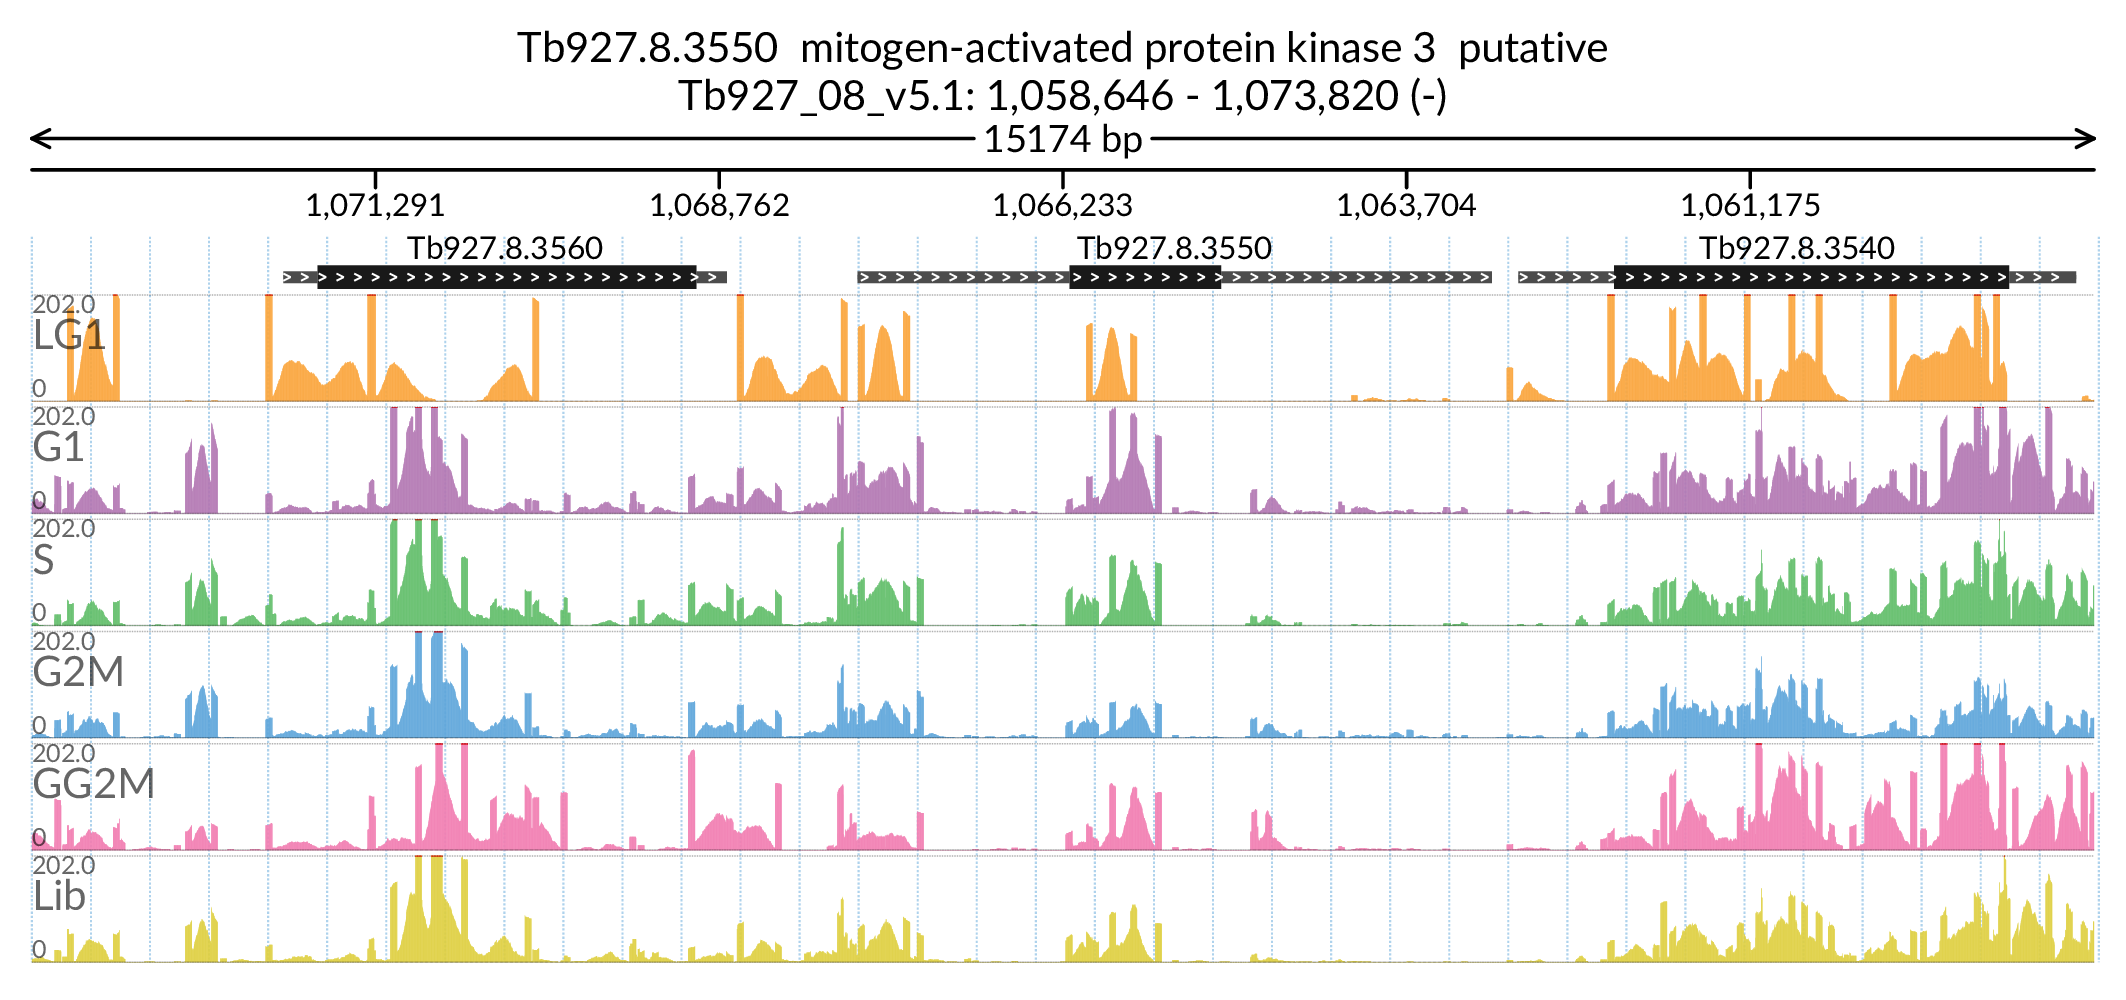 Tb927.8.3550  mitogen-activated protein kinase 3  putative
Tb927_08_v5.1: 1,058,646 - 1,073,820 (-)
15174 bp
1,071,291 1,068,762 1,066,233 1,063,704 1,061,175
Tb927.8.3560 Tb927.8.3550 Tb927.8.3540
202.0
LG1
0
202.0
G1
0
202.0
S
0
202.0
G2M
0
202.0
GG2M
0
202.0
Lib
0